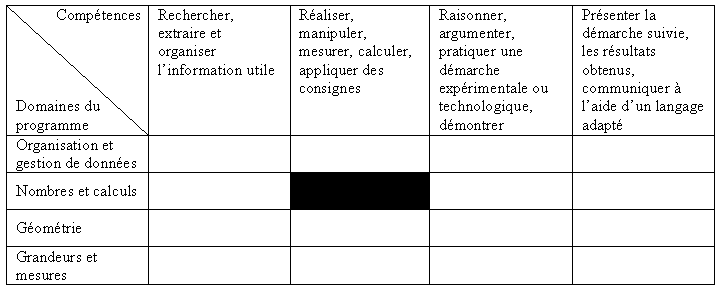 Compétences
Domaines du
programme
Rechercher,
extraire et
organiser
l'information utile
Réaliser,
manipuler,
mesurer, calculer,
appliquer des
consignes
Raisonner,
argumenter,
pratiquer une
démarche
expérimentale ou
technologique,
démontrer
Présenter la
démarche suivie,
les résultats
obtenus,
communiquer à
l'aide d'un langage
adapté
Organisation et
gestion de données
Nombres et calculs
Géométrie
Grandeurs et
mesures